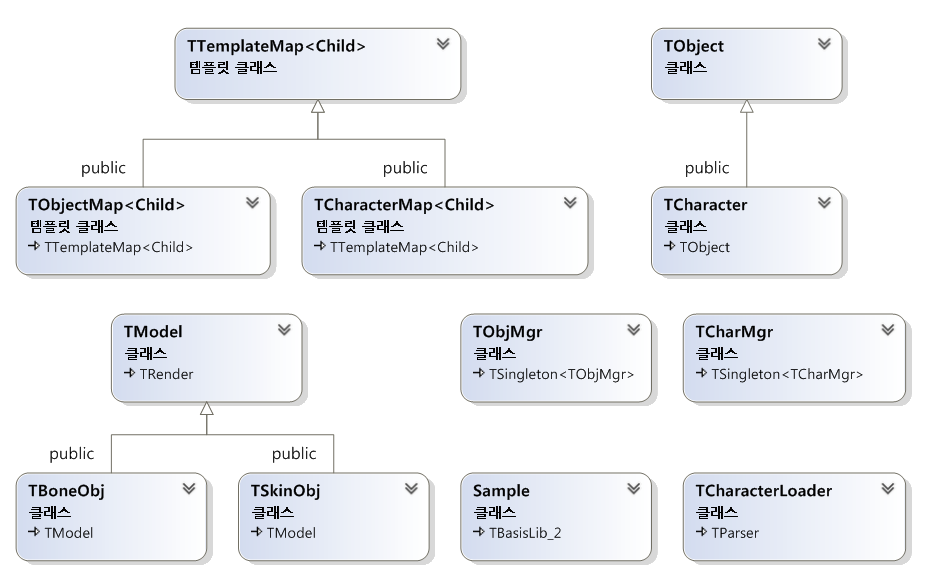 TTemplateMap<Child>
템플릿 클래스
TObject
클래스
public
public
public
TObjectMap<Child>
템플릿 클래스
TTemplateMap<Child>
TCharacterMap<Child>
템플릿 클래스
TTemplateMap<Child>
TCharacter
클래스
TObject
TModel
클래스
TRender
TObjMgr
클래스
TSingleton<TObjMgr>
TCharMgr
클래스
TSingleton<TCharMgr>
public
public
TBoneObj
클래스
TModel
TSkinObj
클래스
TModel
Sample
클래스
TBasisLib_2
TCharacterLoader
클래스
TParser